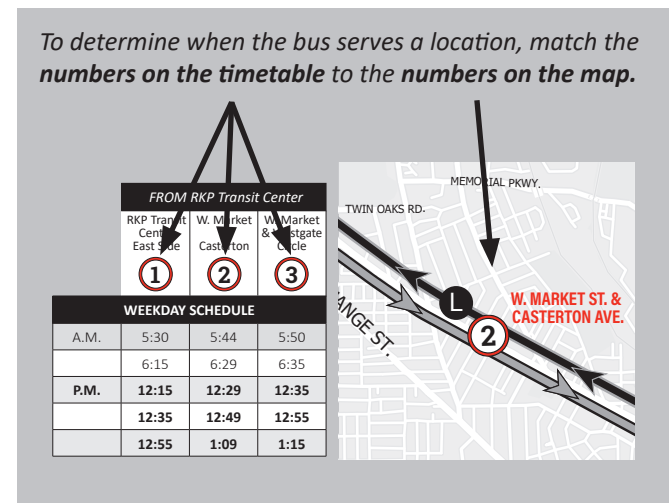 To determine when the bus serves a location, match the
numbers on the timetable to the numbers on the map.
FROM RKP Transit Center
RKP Transit
East Side
1
W. Market
Casterton
2
W. Market
&
Circle
3
WEEKDAY SCHEDULE
A.M. 5:30 5:44 5:50
6:15 6:29 6:35
P.M. 12:15 12:29 12:35
12:35 12:49 12:55
12:55 1:09 1:15
MEMORIAL PKWY.
TWIN OAKS RD.
L
2
W. MARKET ST. &
CASTERTON AVE.
ST.